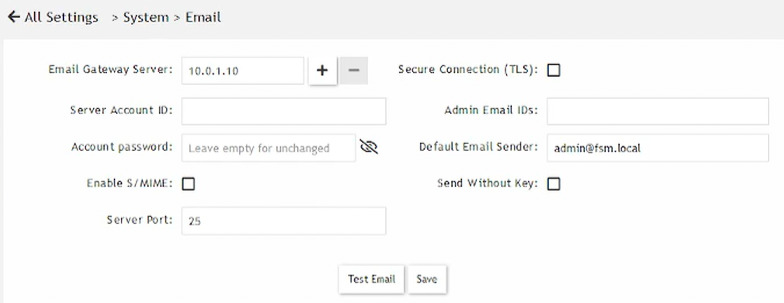 All Settings > System > Email
Email Gateway Server: 10.0.1.10 + − Secure Connection (TLS):
Server Account ID: Admin Email IDs:
Account password: Leave empty for unchanged Default Email Sender: admin@fsm.local
Enable S/MIME: Send Without Key:
Server Port: 25
Test Email Save